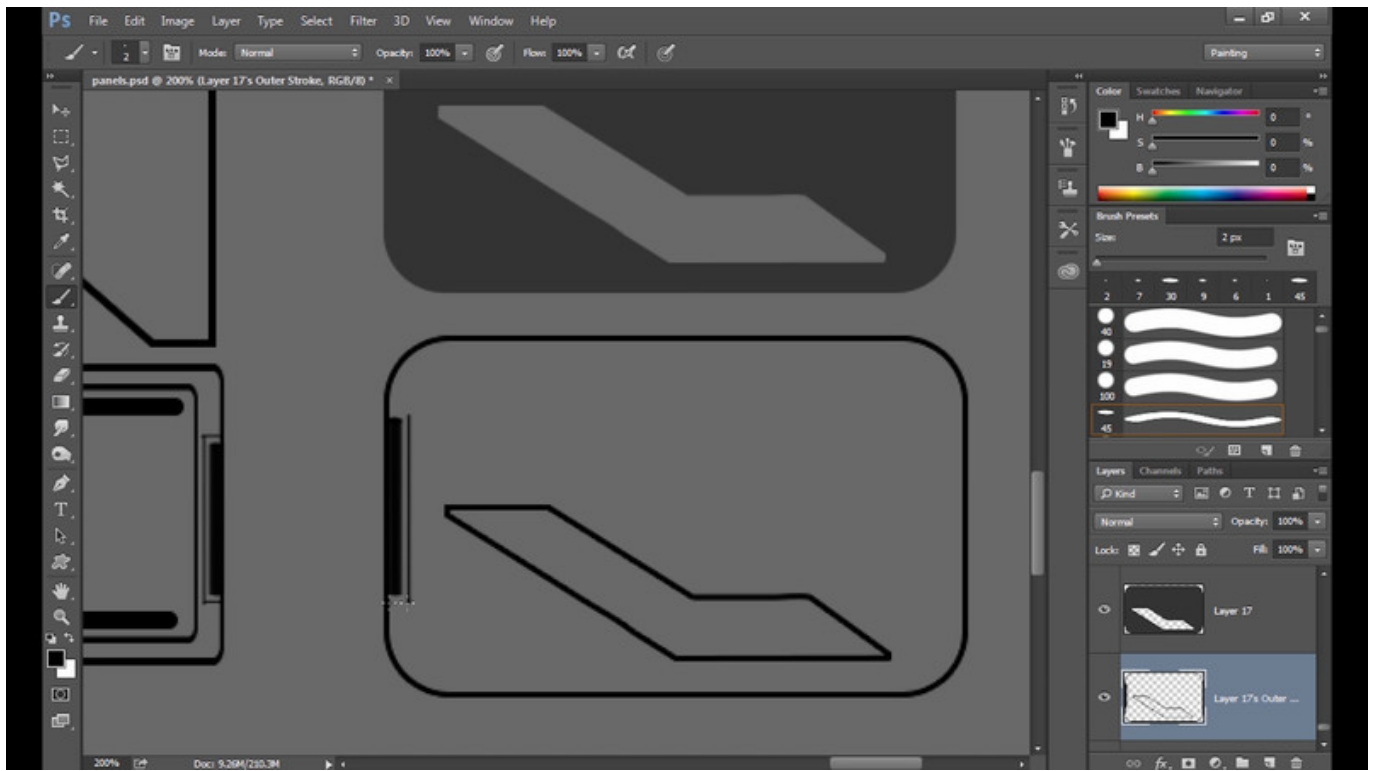 Ps File Edit Image Layer Type Select Filter 3D View Window Help
2 Mode: Normal Opacity: 100% Flow: 100% Painting
panels.psd @ 200% (Layer 17's Outer Stroke, RGB/8) * ×
Color Swatches Navigator
H 0 °
S 0 %
B 0 %
Brush Presets
Size: 2 px
2 7 30 9 6 1 45
40
19
100
45
Layers Channels Paths
Kind
Normal Opacity: 100%
Lock: Fill: 100%
Layer 17
Layer 17's Outer ...
200% Doc: 9.26M/210.3M